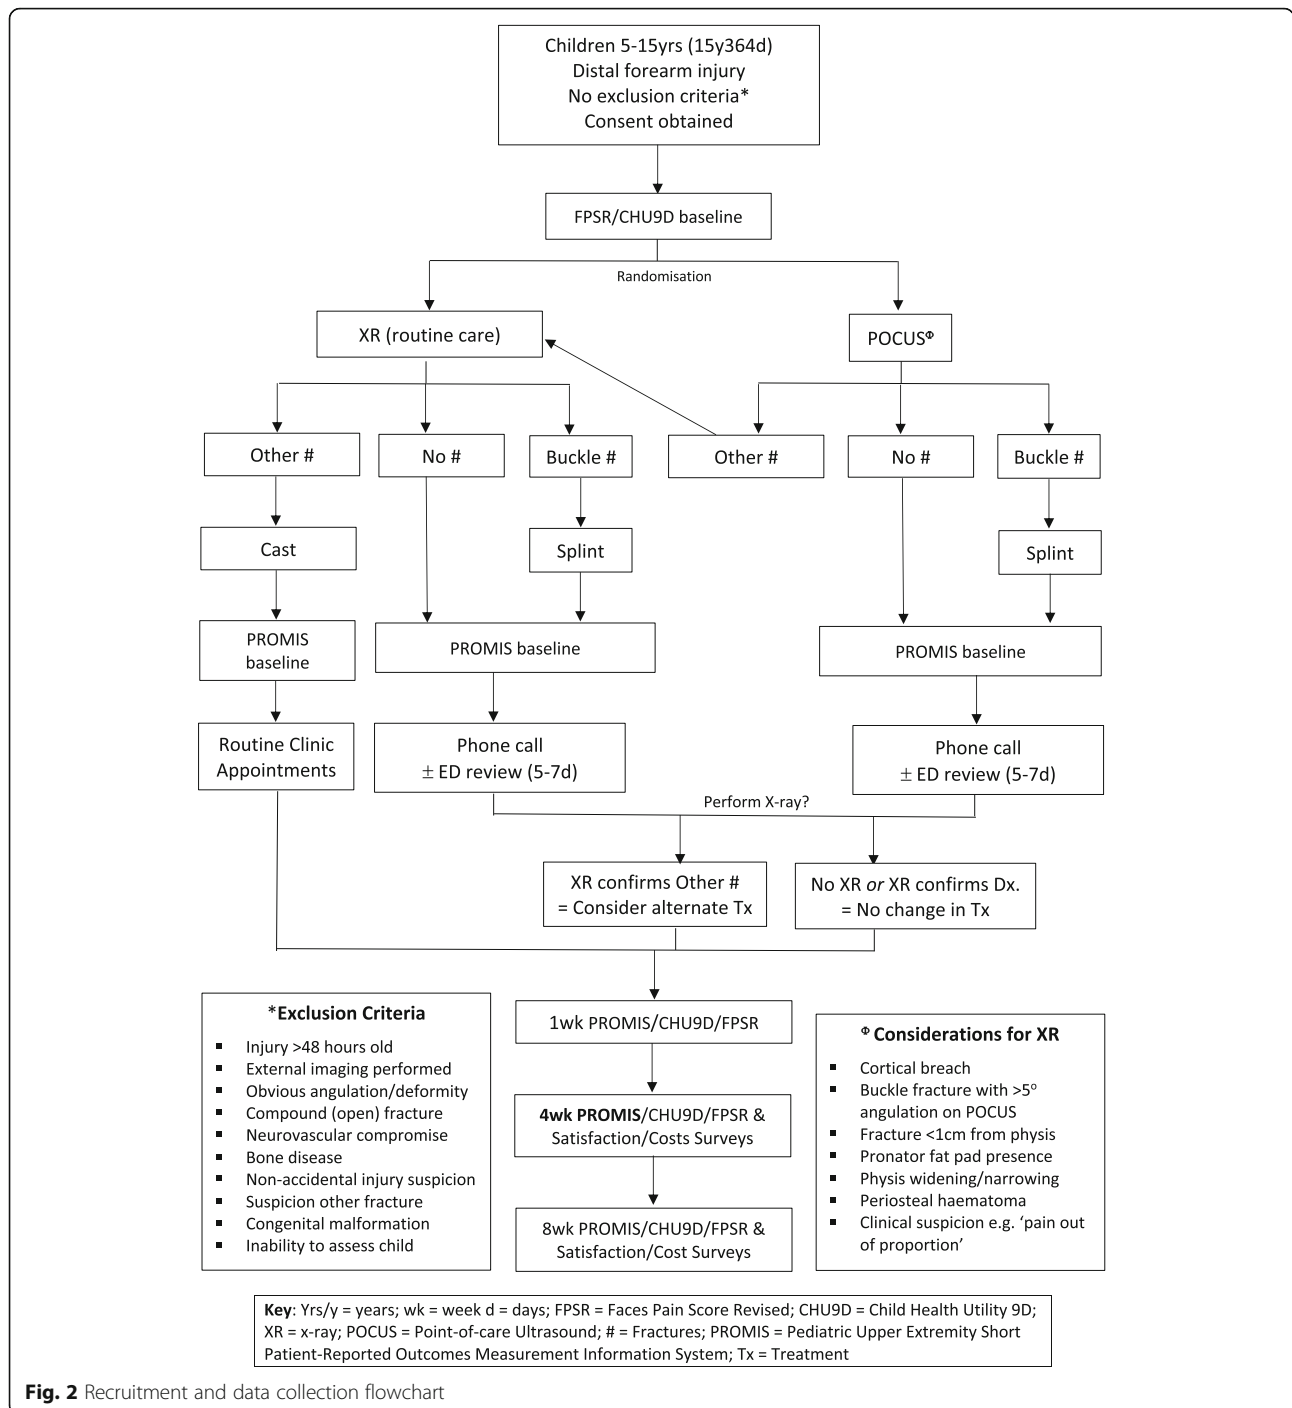 Children 5-15yrs (15y364d)
Distal forearm injury
No exclusion criteria*
Consent obtained
FPSR/CHU9D baseline
Randomisation
XR (routine care)
POCUSᶲ
Other #
No #
Buckle #
Other #
No #
Buckle #
Cast
Splint
Splint
PROMIS
baseline
PROMIS baseline
PROMIS baseline
Routine Clinic
Appointments
Phone call
± ED review (5-7d)
Phone call
± ED review (5-7d)
Perform X-ray?
XR confirms Other #
= Consider alternate Tx
No XR or XR confirms Dx.
= No change in Tx
1wk PROMIS/CHU9D/FPSR
4wk PROMIS/CHU9D/FPSR &
Satisfaction/Costs Surveys
8wk PROMIS/CHU9D/FPSR &
Satisfaction/Cost Surveys
*Exclusion Criteria
▪ Injury >48 hours old
▪ External imaging performed
▪ Obvious angulation/deformity
▪ Compound (open) fracture
▪ Neurovascular compromise
▪ Bone disease
▪ Non-accidental injury suspicion
▪ Suspicion other fracture
▪ Congenital malformation
▪ Inability to assess child
ᶲ Considerations for XR
▪ Cortical breach
▪ Buckle fracture with >5°
angulation on POCUS
▪ Fracture <1cm from physis
▪ Pronator fat pad presence
▪ Physis widening/narrowing
▪ Periosteal haematoma
▪ Clinical suspicion e.g. ‘pain out
of proportion’
Key: Yrs/y = years; wk = week d = days; FPSR = Faces Pain Score Revised; CHU9D = Child Health Utility 9D;
XR = x-ray; POCUS = Point-of-care Ultrasound; # = Fractures; PROMIS = Pediatric Upper Extremity Short
Patient-Reported Outcomes Measurement Information System; Tx = Treatment
Fig. 2 Recruitment and data collection flowchart